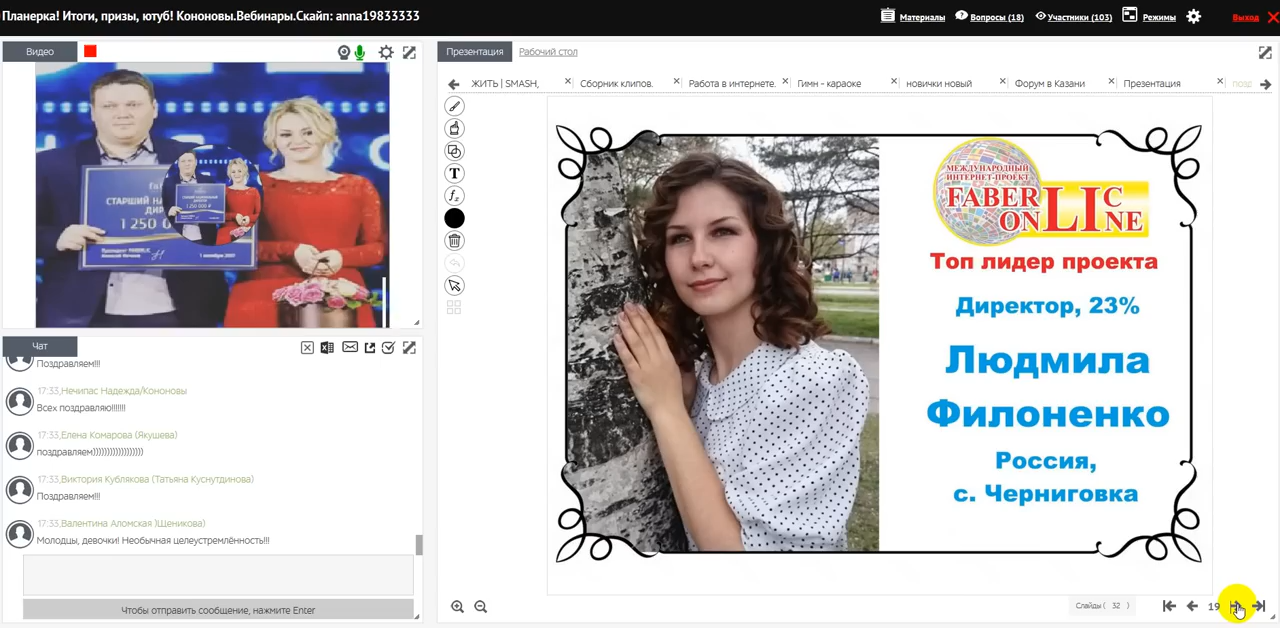 Планерка! Итоги, призы, ютуб! Кононовы.Вебинары.Скайп: anna19833333
Материалы Вопросы (18) Участники (103) Режимы Выход
Видео
СТАРШИЙ
1 250 000 ₽
Чат
Поздравляем!!!
17:33,Нечипас Надежда/Кононовы
Всех поздравляю!!!!!!!
17:33,Елена Комарова (Якушева)
17:33,Виктория Кублякова (Татьяна Куснутдинова)
Поздравляем!!!
17:33,Валентина Аломская )Щеникова)
Молодцы, девочки! Необычная целеустремлённость!!!
Чтобы отправить сообщение, нажмите Enter
Презентация Рабочий стол
ЖИТЬ | SMASH, Сборник клипов. Работа в интернете. Гимн - караоке новички новый Форум в Казани Презентация
T
МЕЖДУНАРОДНЫЙ
ИНТЕРНЕТ-ПРОЕКТ
FABERLIC
ONLINE
Топ лидер проекта
Директор, 23%
Людмила
Филоненко
Россия,
с. Черниговка
Слайды ( 32 )
19